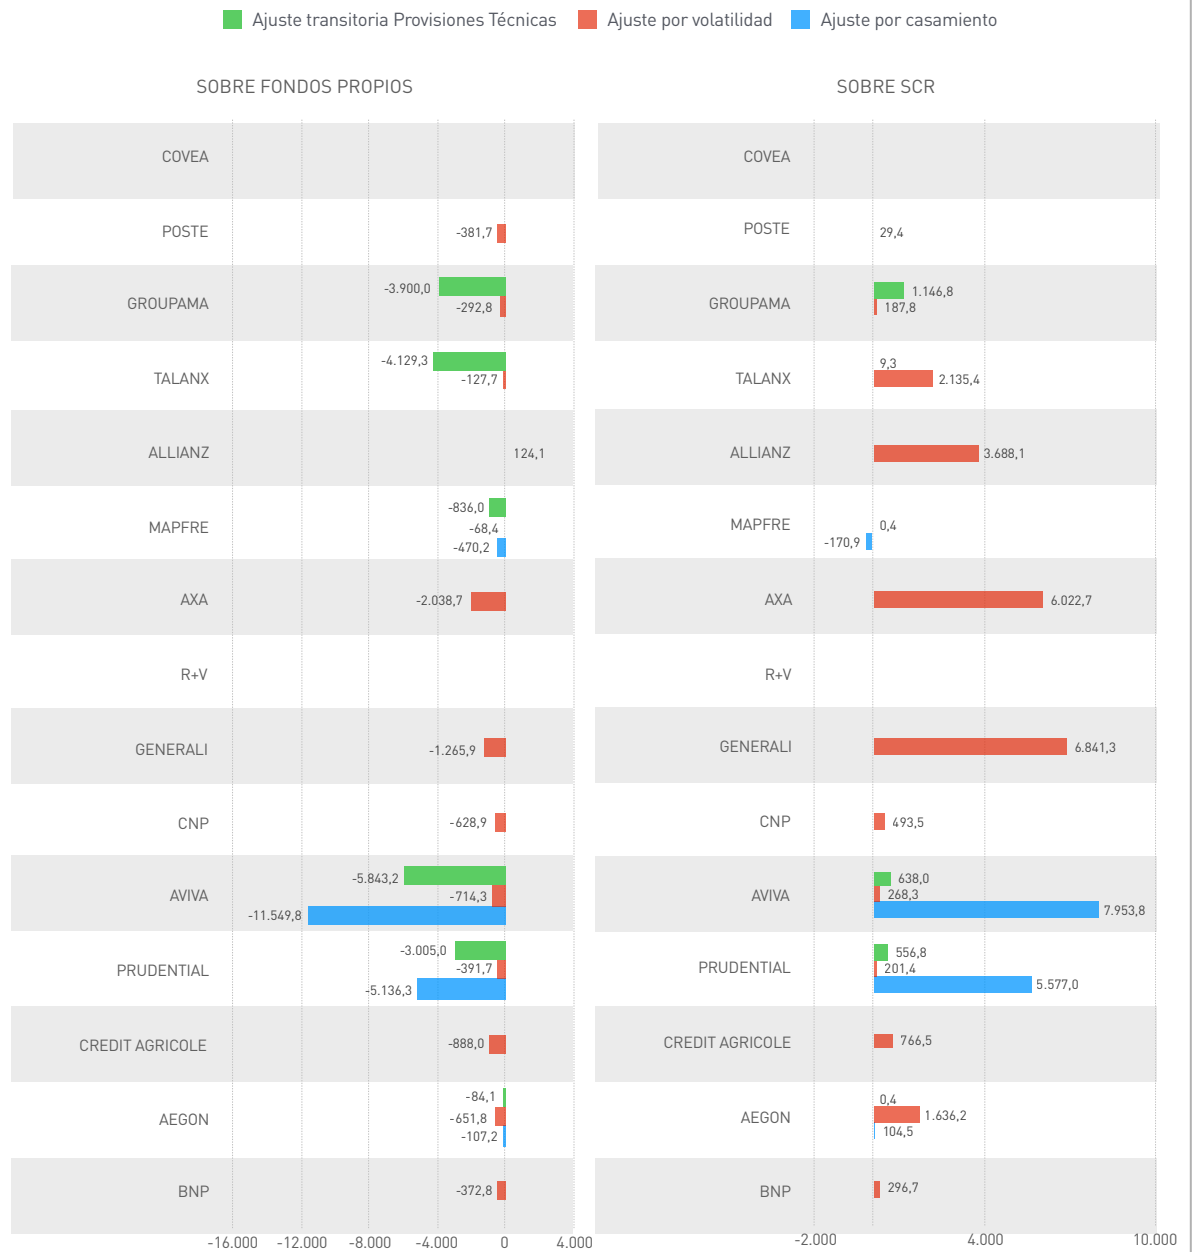 Ajuste transitoria Provisiones Técnicas Ajuste por volatilidad Ajuste por casamiento
SOBRE FONDOS PROPIOS
COVEA
POSTE
-381,7
GROUPAMA
-3.900,0
-292,8
TALANX
-4.129,3
-127,7
ALLIANZ
124,1
MAPFRE
-836,0
-68,4
-470,2
AXA
-2.038,7
R+V
GENERALI
-1.265,9
CNP
-628,9
AVIVA
-5.843,2
-714,3
-11.549,8
PRUDENTIAL
-3.005,0
-391,7
-5.136,3
CREDIT AGRICOLE
-888,0
AEGON
-84,1
-651,8
-107,2
BNP
-372,8
-16.000 -12.000 -8.000 -4.000 0 4.000
SOBRE SCR
COVEA
POSTE
29,4
GROUPAMA
1.146,8
187,8
TALANX
9,3
2.135,4
ALLIANZ
3.688,1
MAPFRE
0,4
-170,9
AXA
6.022,7
R+V
GENERALI
6.841,3
CNP
493,5
AVIVA
638,0
268,3
7.953,8
PRUDENTIAL
556,8
201,4
5.577,0
CREDIT AGRICOLE
766,5
AEGON
0,4
1.636,2
104,5
BNP
296,7
-2.000 4.000 10.000